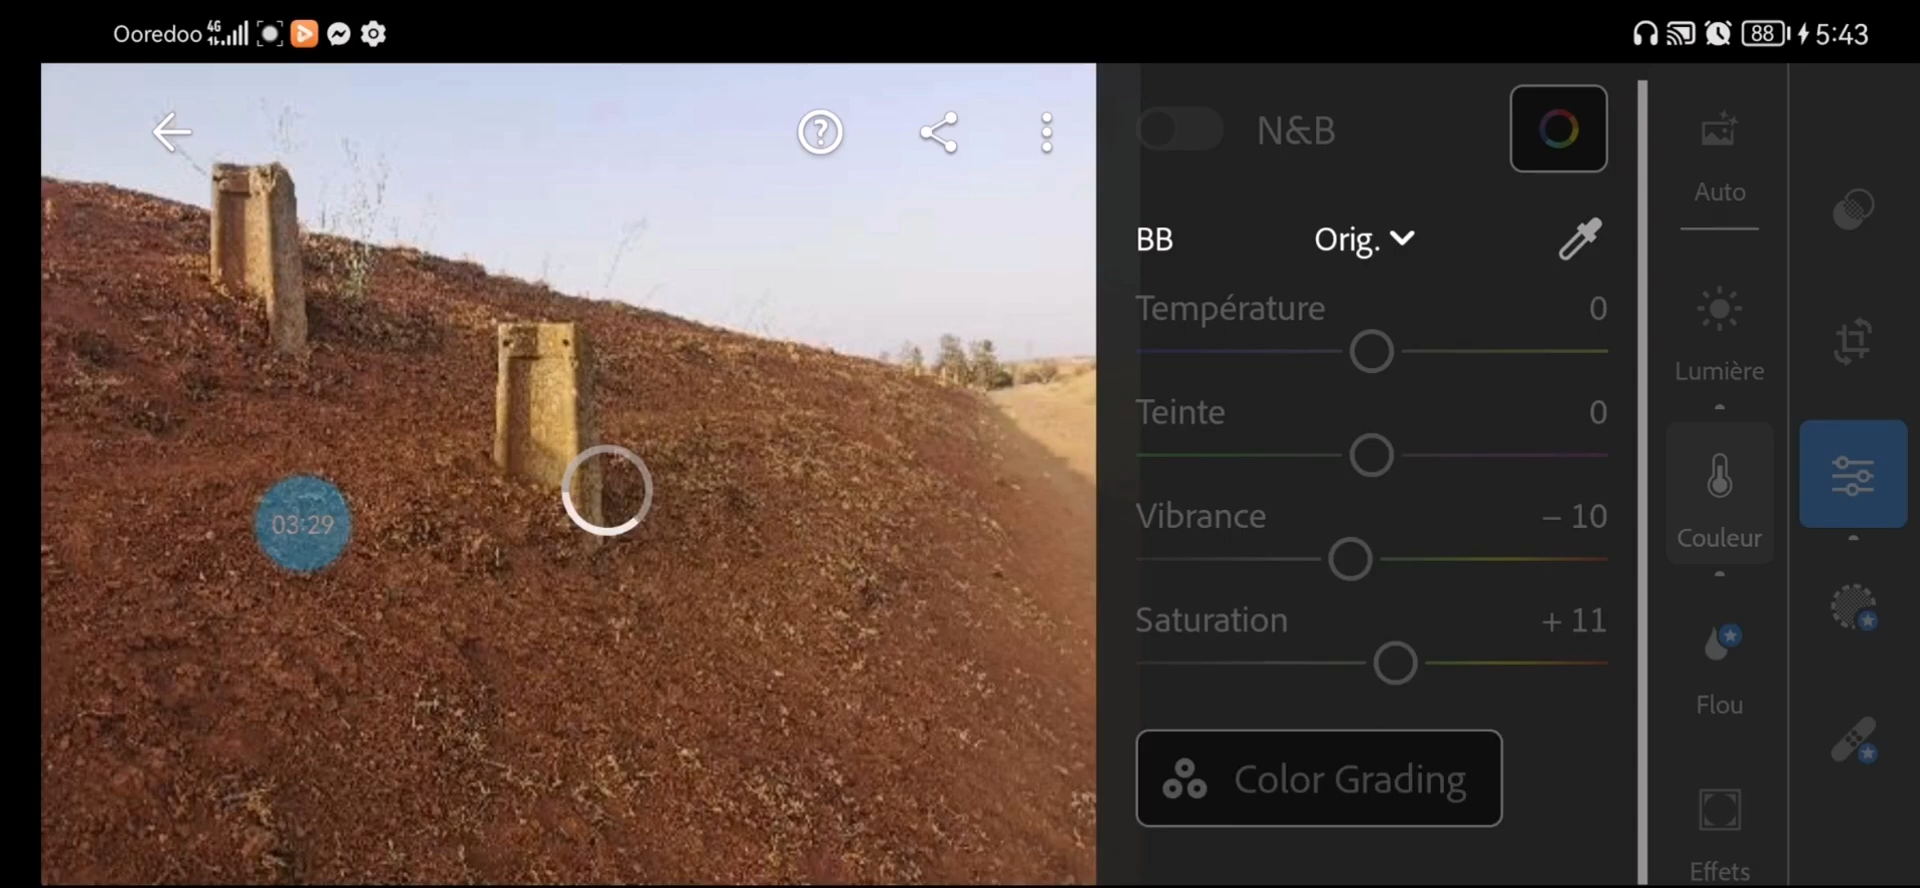 Ooredoo 4G 88 5:43
N&B
BB Orig.
Température 0
Teinte 0
Vibrance – 10
Saturation + 11
Color Grading
Auto
Lumière
Couleur
Flou
Effets
03:29